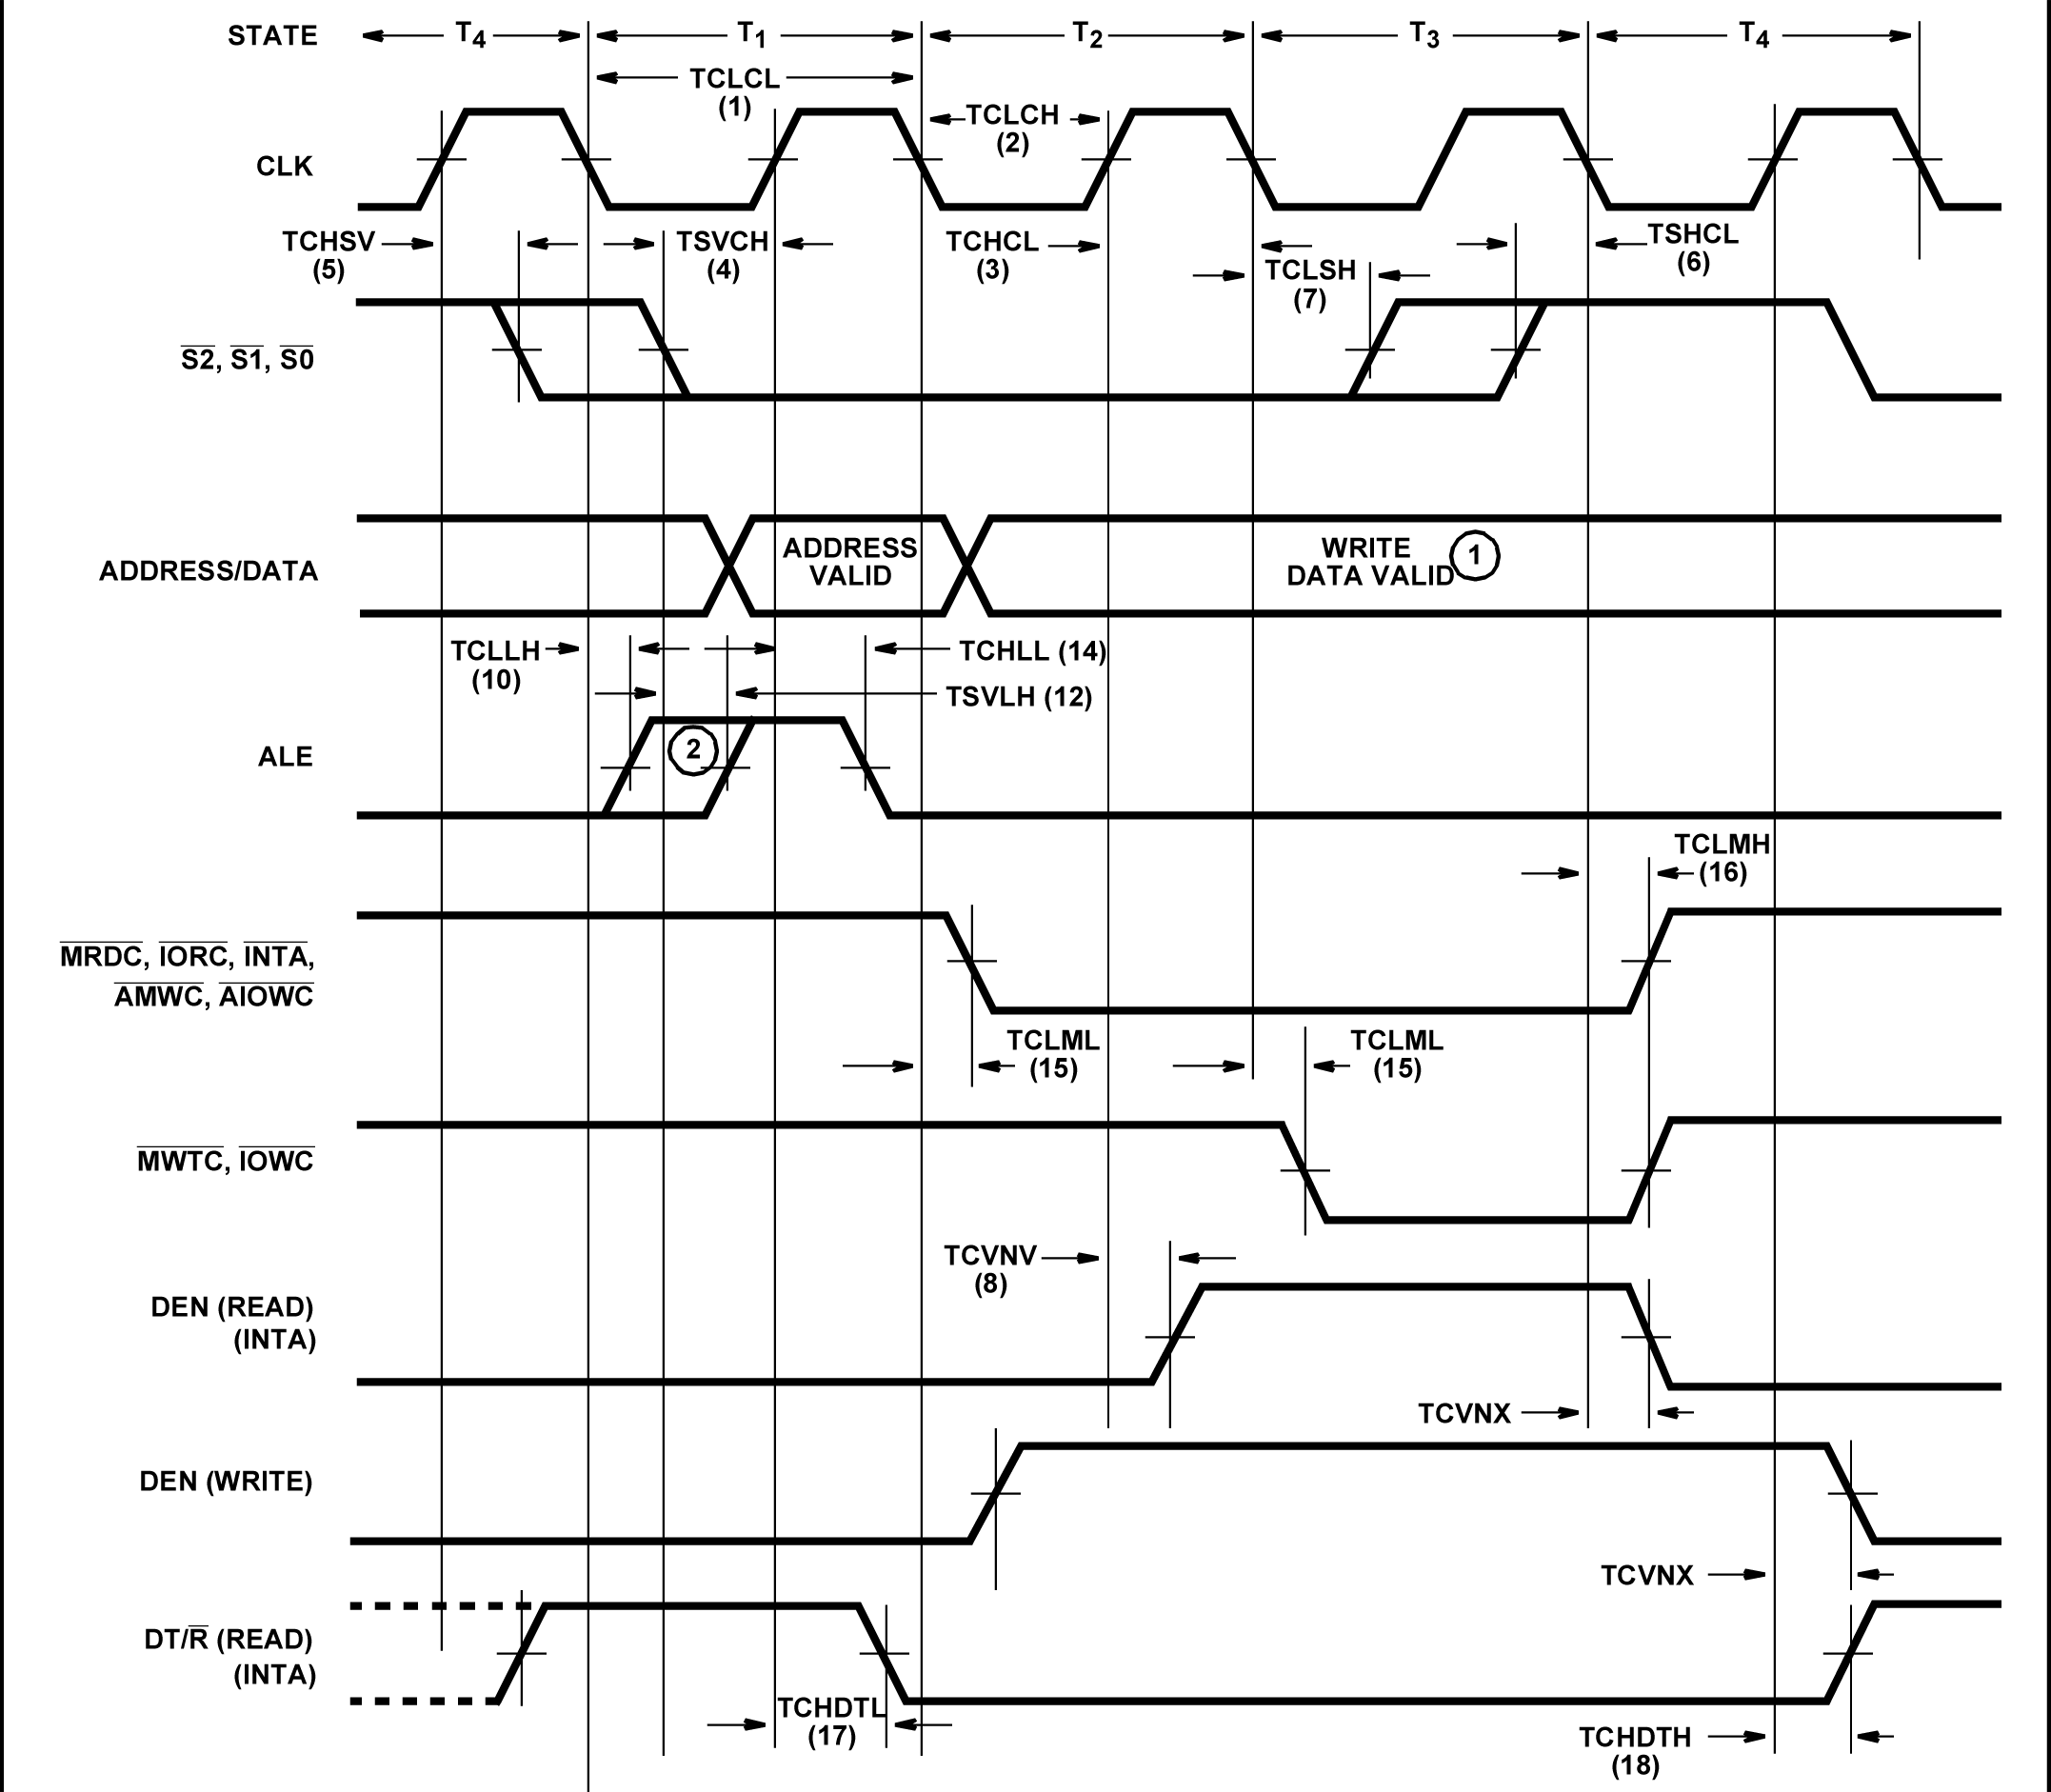 STATE T4 T1 T2 T3 T4
TCLCL
(1)
TCLCH
(2)
CLK
TCHSV
(5)
TSVCH
(4)
TCHCL
(3)
TCLSH
(7)
TSHCL
(6)
S2, S1, S0
ADDRESS/DATA
ADDRESS
VALID
WRITE
DATA VALID
1
TCLLH
(10)
TCHLL (14)
TSVLH (12)
ALE
2
TCLMH
(16)
MRDC, IORC, INTA,
AMWC, AIOWC
TCLML
(15)
TCLML
(15)
MWTC, IOWC
TCVNV
(8)
DEN (READ)
(INTA)
TCVNX
DEN (WRITE)
TCVNX
DT/R (READ)
(INTA)
TCHDTL
(17)
TCHDTH
(18)